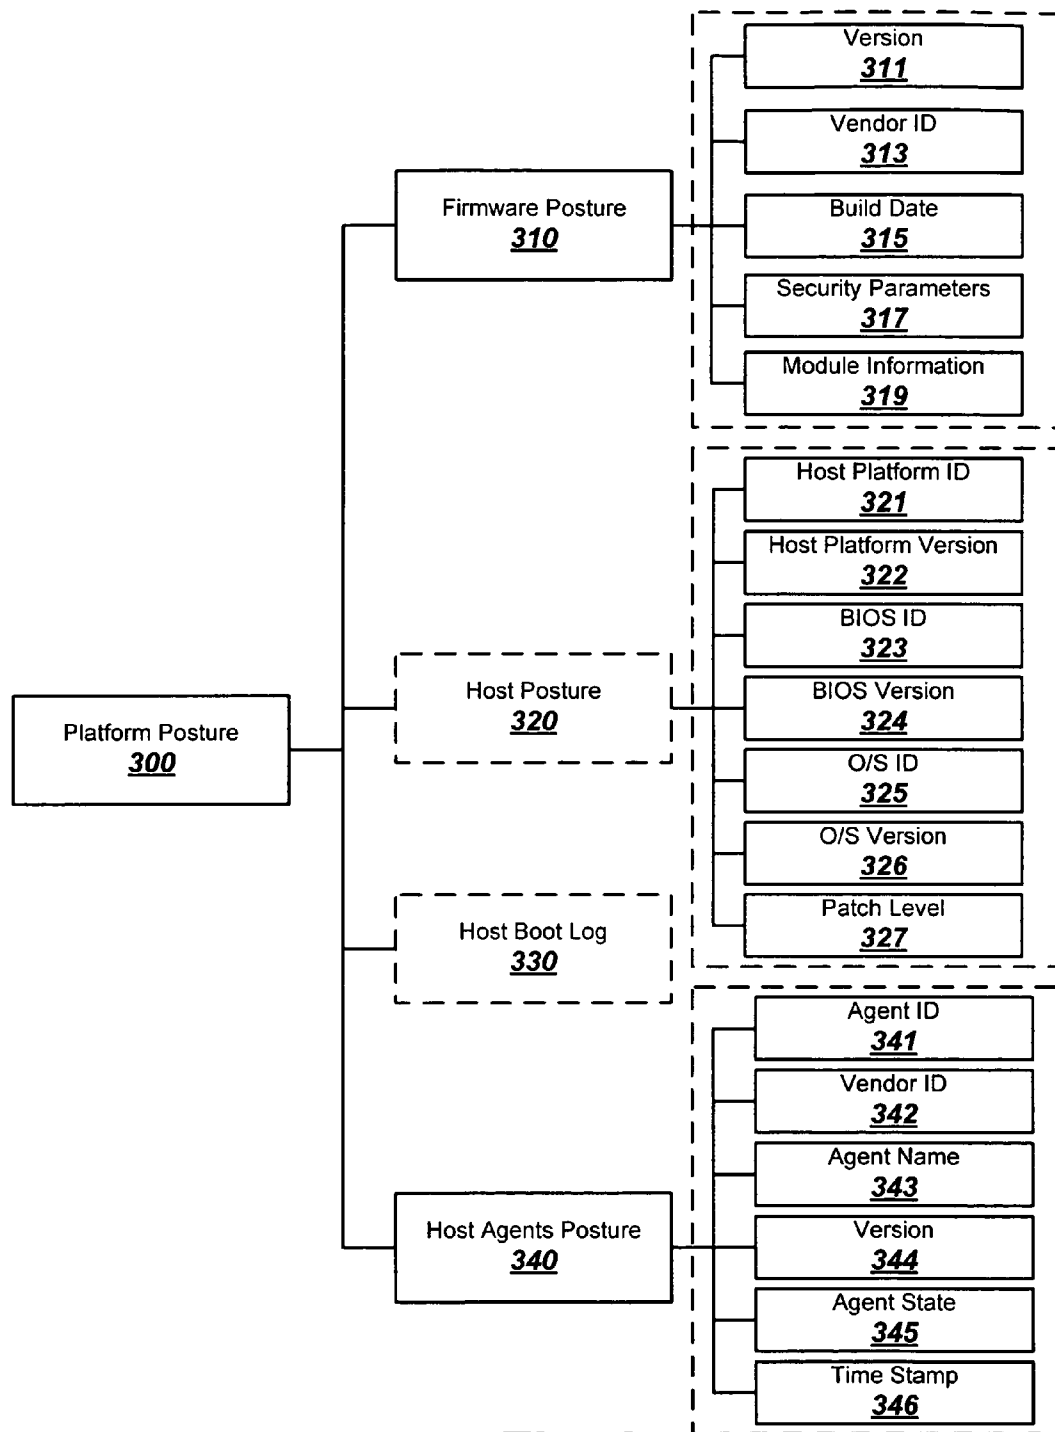 Version
311
Vendor ID
313
Firmware Posture
310
Build Date
315
Security Parameters
317
Module Information
319
Host Platform ID
321
Host Platform Version
322
BIOS ID
323
Host Posture
320
BIOS Version
324
Platform Posture
300
O/S ID
325
O/S Version
326
Host Boot Log
330
Patch Level
327
Agent ID
341
Vendor ID
342
Agent Name
343
Host Agents Posture
340
Version
344
Agent State
345
Time Stamp
346